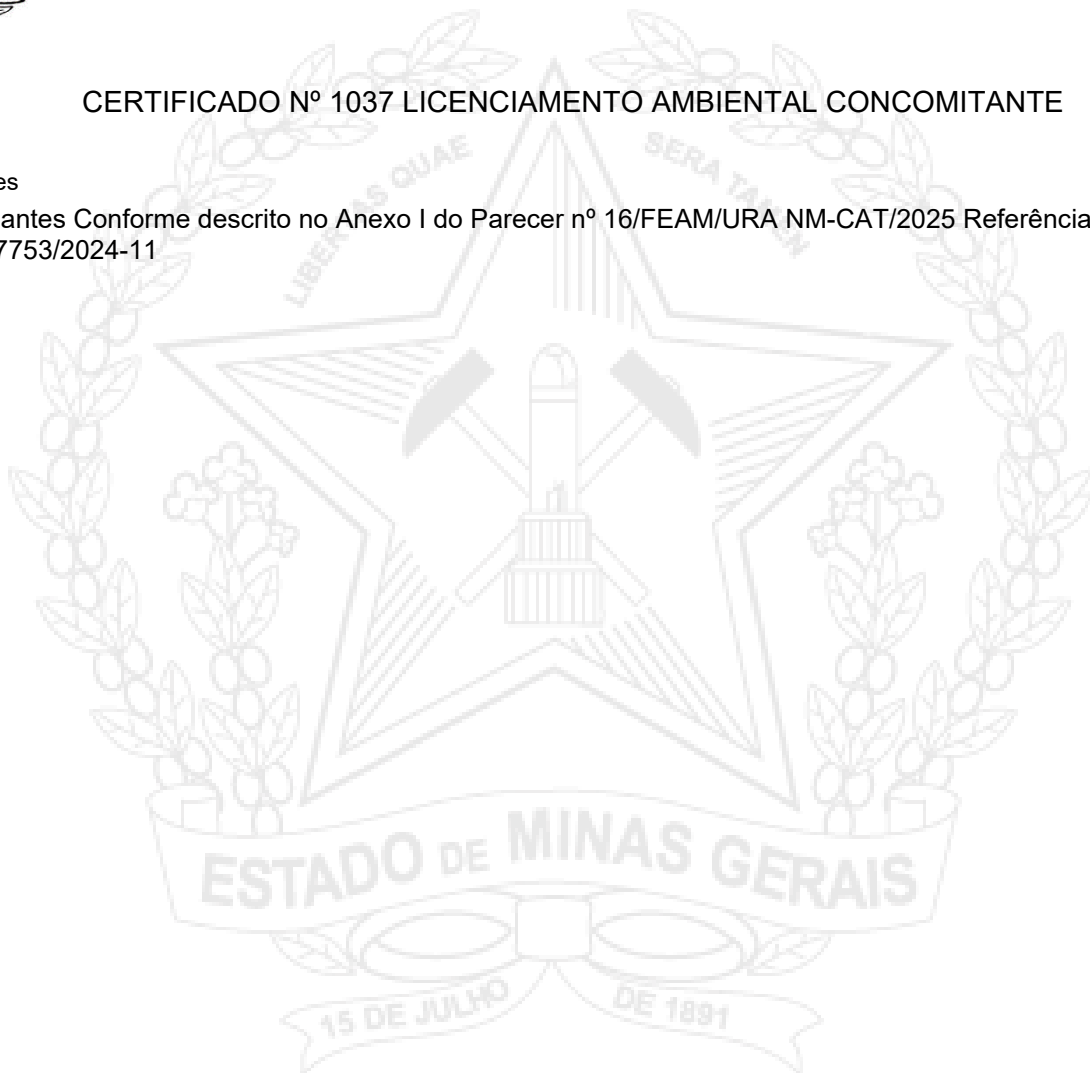 CERTIFICADO Nº 1037 LICENCIAMENTO AMBIENTAL CONCOMITANTE
es
antes Conforme descrito no Anexo I do Parecer nº 16/FEAM/URA NM-CAT/2025 Referência
7753/2024-11
LIBERTAS QUAE SERA TAMEN
ESTADO DE MINAS GERAIS
15 DE JULHO DE 1891